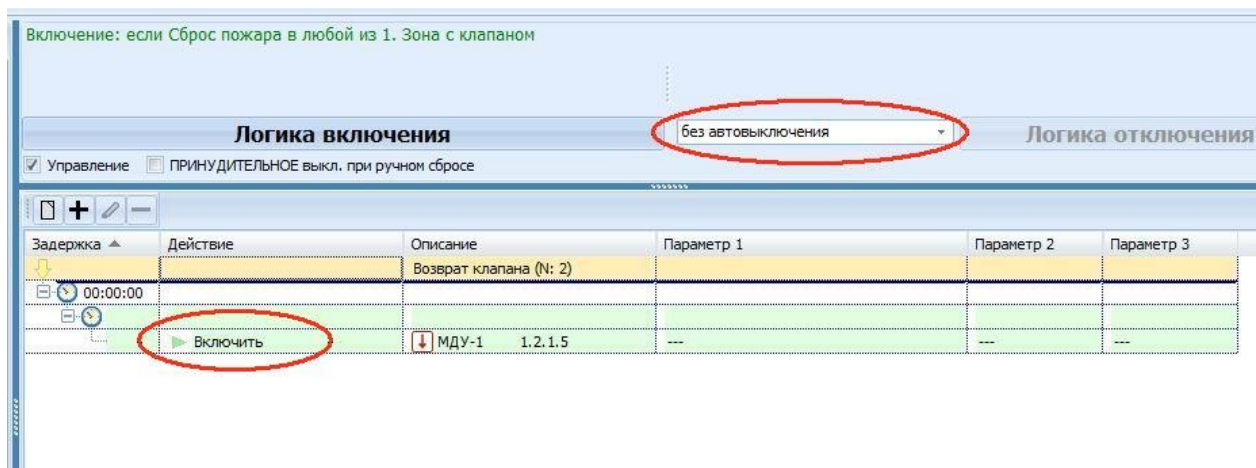 Включение: если Сброс пожара в любой из 1. Зона с клапаном
Логика включения без автовыключения Логика отключения
Управление ПРИНУДИТЕЛЬНОЕ выкл. при ручном сбросе
Задержка Действие Описание Параметр 1 Параметр 2 Параметр 3
Возврат клапана (N: 2)
00:00:00
Включить МДУ-1 1.2.1.5 --- --- ---